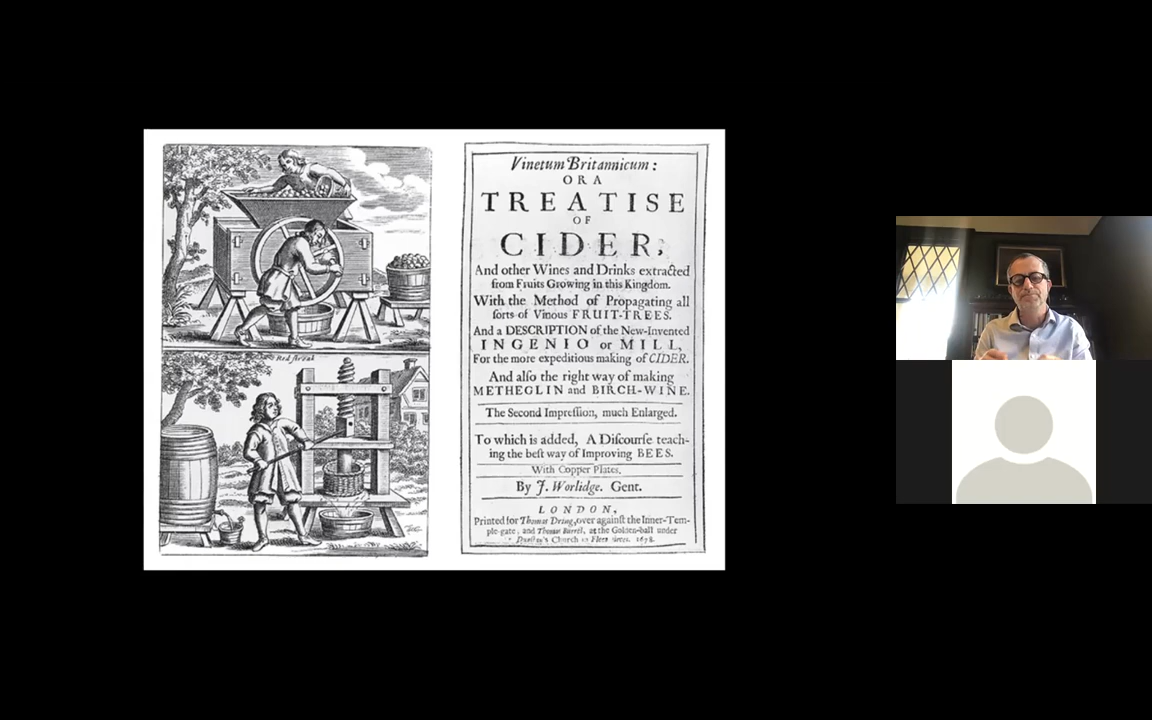 Red streak
Vinetum Britannicum:
OR A
TREATISE
OF
CIDER;
And other Wines and Drinks extracted
from Fruits Growing in this Kingdom.
With the Method of Propagating all
ſorts of Vinous FRUIT-TREES.
And a DESCRIPTION of the New-Invented
INGENIO or MILL,
For the more expeditious making of CIDER.
And alſo the right way of making
METHEGLIN and BIRCH-WINE.
The Second Impreſſion, much Enlarged.
To which is added, A Diſcourſe teach-
ing the beſt way of Improving BEES.
With Copper Plates.
By J. Worlidge. Gent.
LONDON,
Printed for Thomas Dring, over againſt the Inner-Tem-
ple-gate; and Thomas Burrel, at the Golden-ball under
Dunſtan's Church in Fleet 1678.